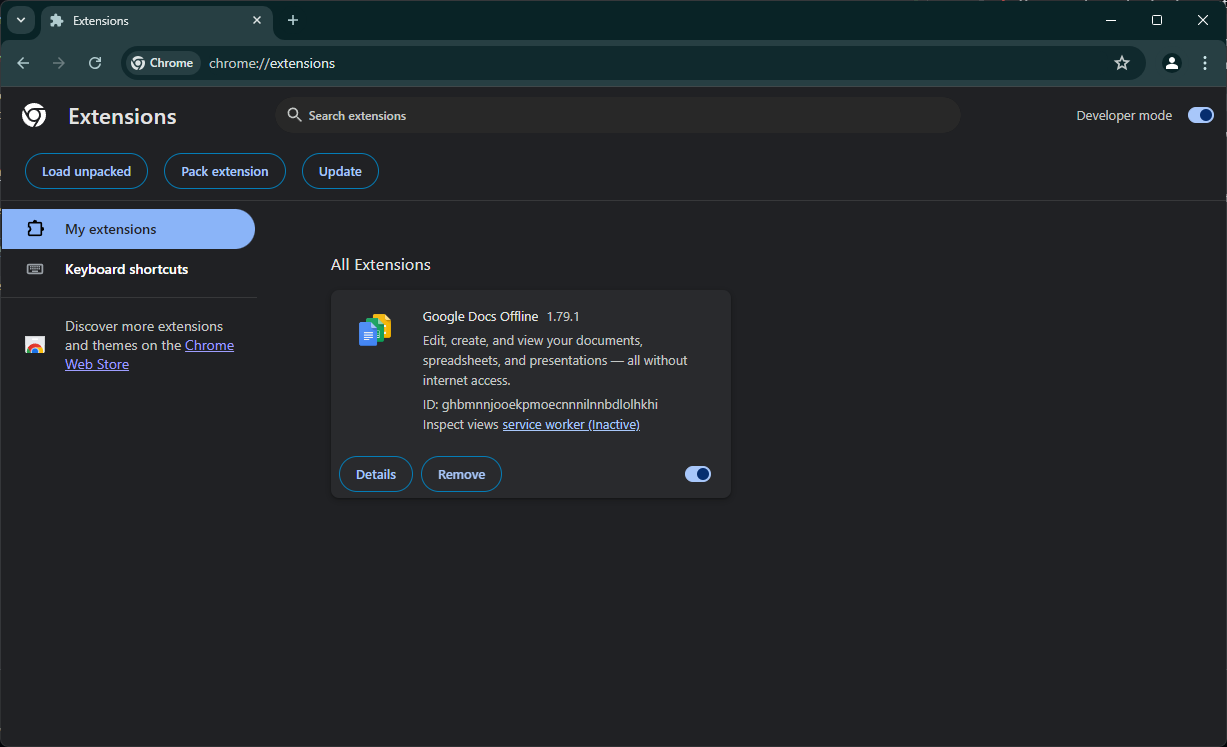 Extensions
Chrome
chrome://extensions
Extensions
Search extensions
Developer mode
Load unpacked
Pack extension
Update
My extensions
Keyboard shortcuts
Discover more extensions
and themes on the Chrome
Web Store
All Extensions
Google Docs Offline 1.79.1
Edit, create, and view your documents,
spreadsheets, and presentations — all without
internet access.
ID: ghbmnnjooekpmoecnnnilnnbdlolhkhi
Inspect views service worker (Inactive)
Details
Remove